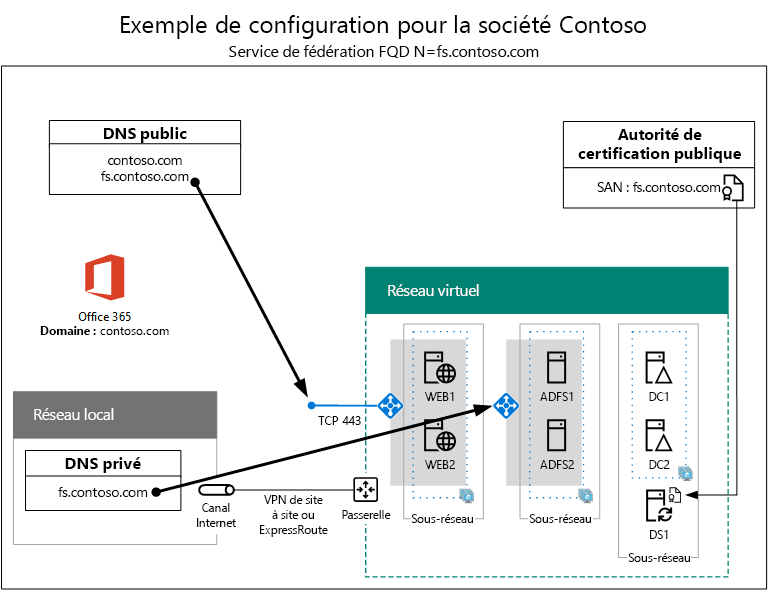 Exemple de configuration pour la société Contoso
Service de fédération FQD N=fs.contoso.com
DNS public
contoso.com
fs.contoso.com
Autorité de
certification publique
SAN : fs.contoso.com
Office 365
Domaine : contoso.com
Réseau virtuel
WEB1
WEB2
Sous-réseau
ADFS1
ADFS2
Sous-réseau
DC1
DC2
DS1
Sous-réseau
TCP 443
Réseau local
DNS privé
fs.contoso.com
Canal
Internet
VPN de site
à site ou
ExpressRoute
Passerelle